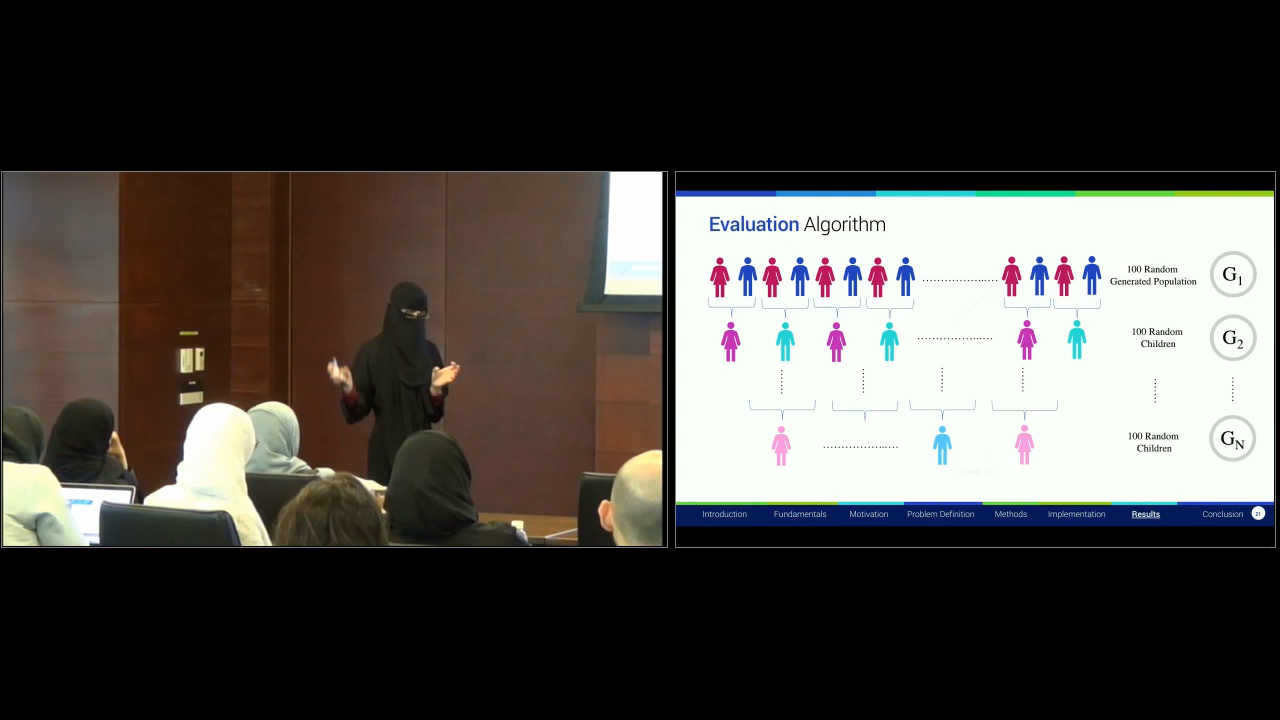 Evaluation Algorithm
100 Random
Generated Population
G1
100 Random
Children
G2
100 Random
Children
GN
Introduction Fundamentals Motivation Problem Definition Methods Implementation Results Conclusion 21